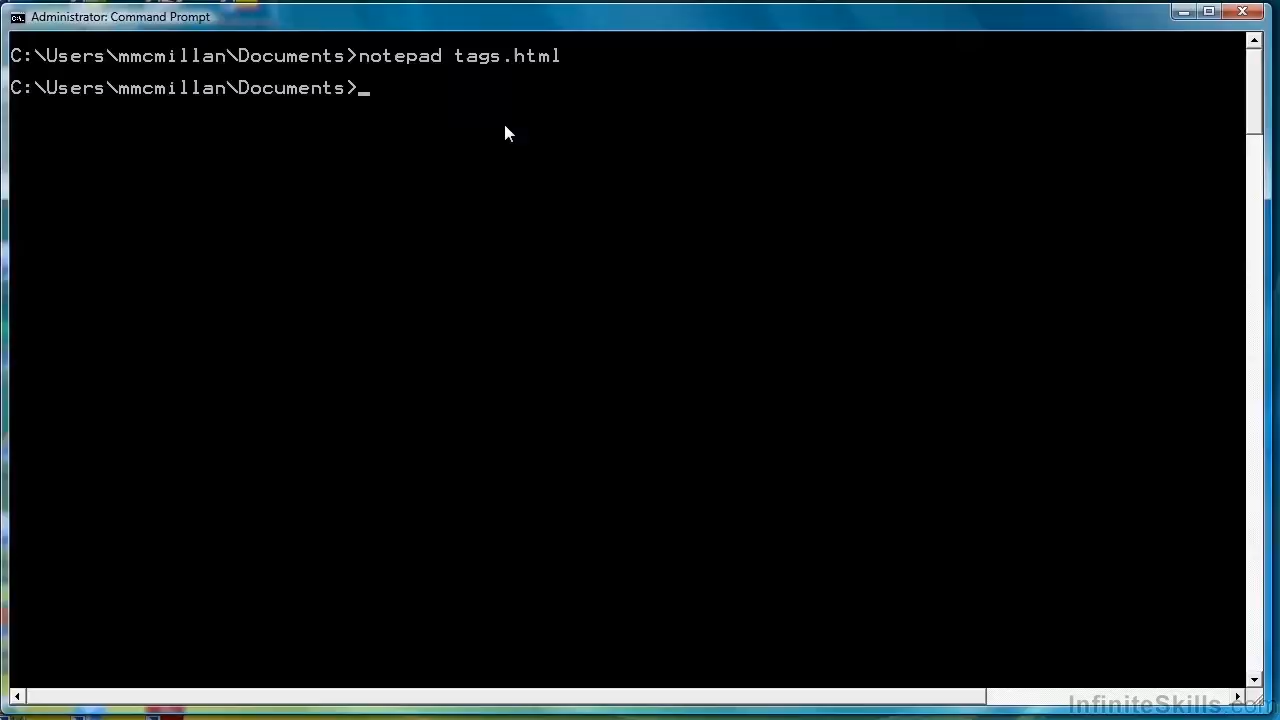 Administrator: Command Prompt
C:\Users\mmcmillan\Documents>notepad tags.html
C:\Users\mmcmillan\Documents>_
InfiniteSkills.com